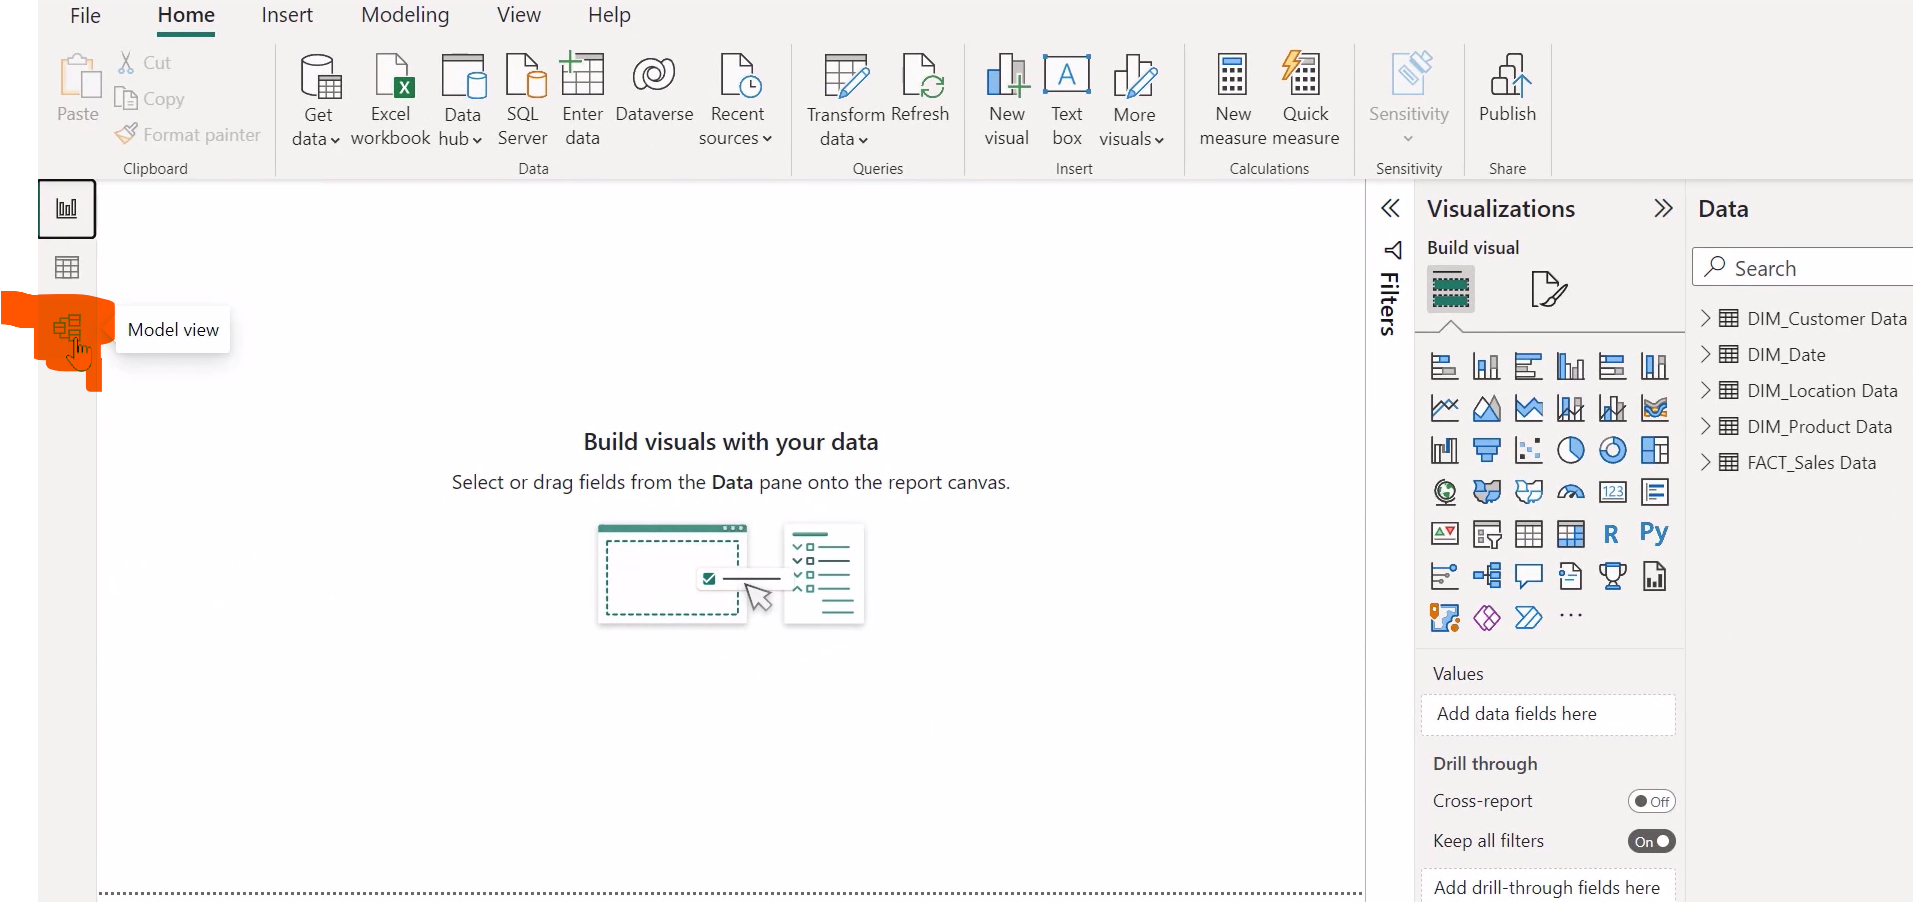 File Home Insert Modeling View Help
Paste
Cut
Copy
Format painter
Clipboard
Get data
Excel workbook
Data hub
SQL Server
Enter data
Dataverse
Recent sources
Data
Transform data
Refresh
Queries
New visual
Text box
More visuals
Insert
New measure
Quick measure
Calculations
Sensitivity
Sensitivity
Publish
Share
Model view
Build visuals with your data
Select or drag fields from the Data pane onto the report canvas.
Filters
Visualizations
Build visual
123
R
Py
Values
Add data fields here
Drill through
Cross-report
Off
Keep all filters
On
Add drill-through fields here
Data
Search
DIM_Customer Data
DIM_Date
DIM_Location Data
DIM_Product Data
FACT_Sales Data